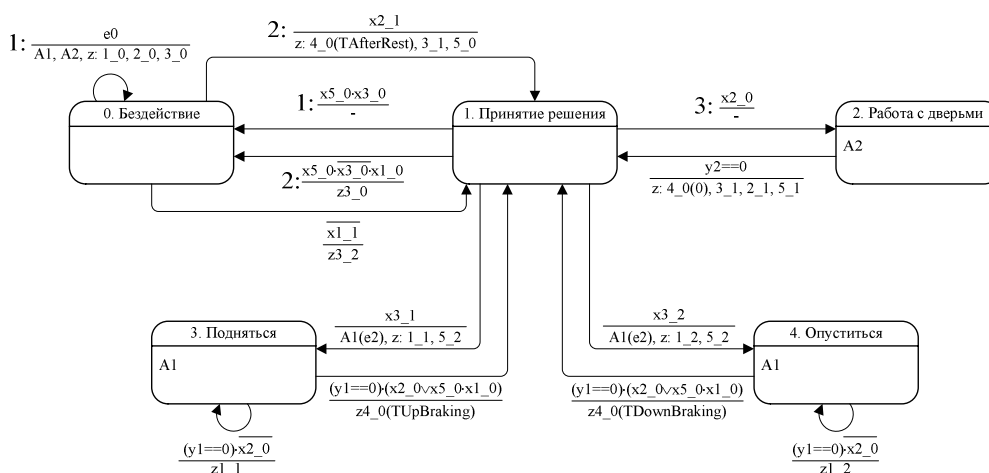 e0
1:
A1, A2, z: 1_0, 2_0, 3_0
x2_1
2:
z: 4_0(TAfterRest), 3_1, 5_0
0. Бездействие
1:
x5_0·x3_0
-
1. Принятие решения
3:
x2_0
-
2. Работа с дверьми
A2
2:
x5_0·x3_0·x1_0
z3_0
y2==0
z: 4_0(0), 3_1, 2_1, 5_1
x1_1
z3_2
3. Подняться
A1
x3_1
A1(e2), z: 1_1, 5_2
x3_2
A1(e2), z: 1_2, 5_2
4. Опуститься
A1
(y1==0)·(x2_0∨x5_0·x1_0)
z4_0(TUpBraking)
(y1==0)·(x2_0∨x5_0·x1_0)
z4_0(TDownBraking)
(y1==0)·x2_0
z1_1
(y1==0)·x2_0
z1_2